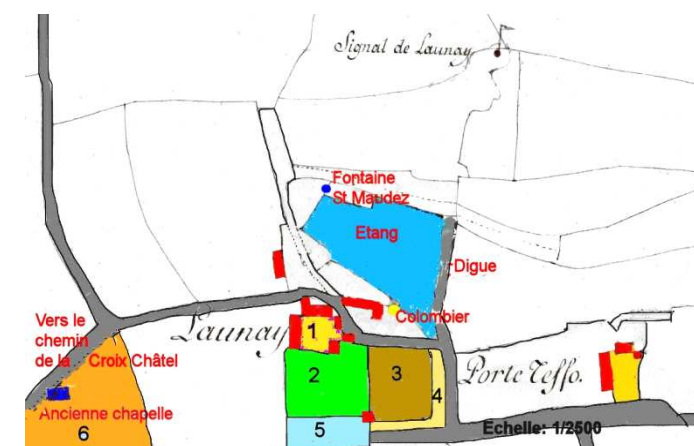 Signal de Launay
Fontaine
St Maudez
Etang
Digue
Colombier
Vers le
chemin
de la Croix Châtel
Launay
1
2
3
4
Porte Teffo.
Ancienne chapelle
6
5
Echelle: 1/2500